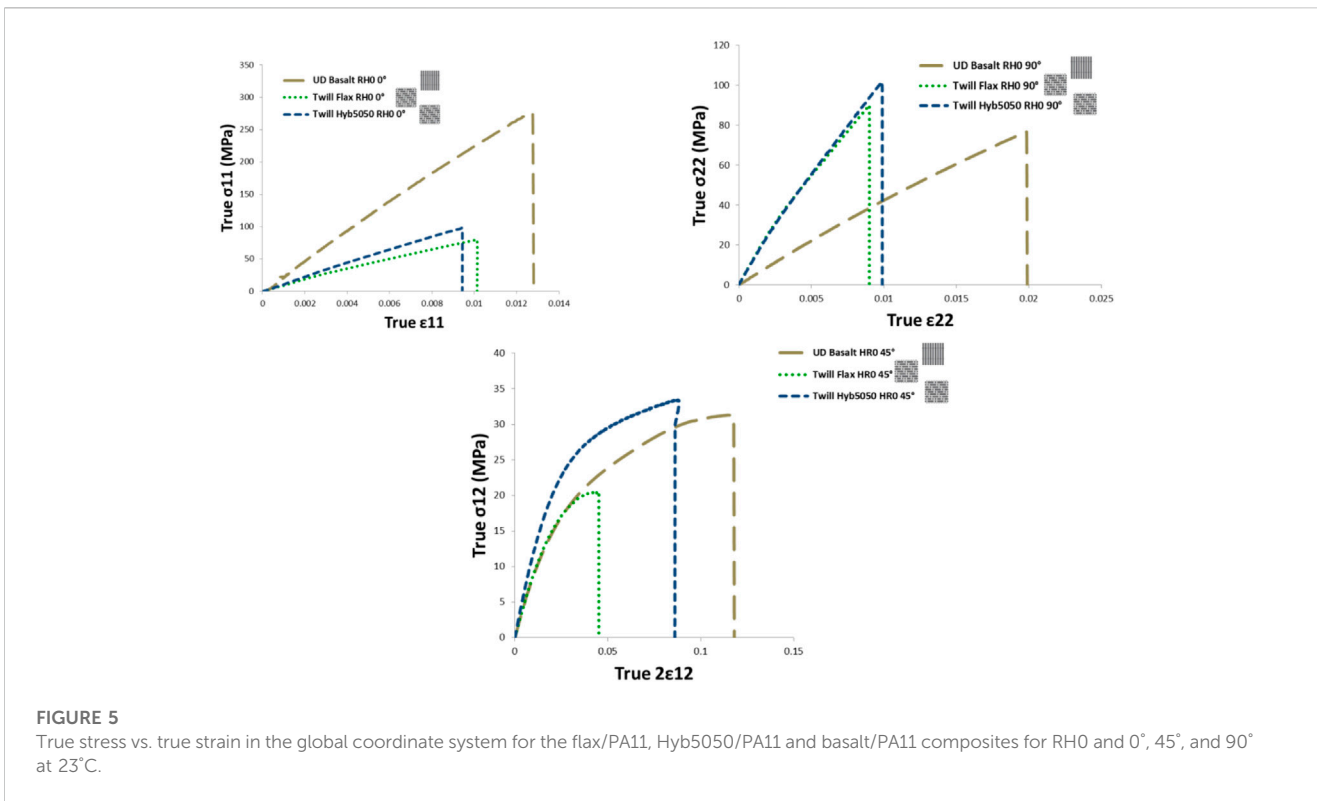 350
300
250
200
150
100
50
0
True σ11 (MPa)
UD Basalt RH0 0°
Twill Flax RH0 0°
Twill Hyb5050 RH0 0°
0 0.002 0.004 0.006 0.008 0.01 0.012 0.014
True ε11
120
100
80
60
40
20
0
True σ22 (MPa)
UD Basalt RH0 90°
Twill Flax RH0 90°
Twill Hyb5050 RH0 90°
0 0.005 0.01 0.015 0.02 0.025
True ε22
40
35
30
25
20
15
10
5
0
True σ12 (MPa)
UD Basalt HR0 45°
Twill Flax HR0 45°
Twill Hyb5050 HR0 45°
0 0.05 0.1 0.15
True 2ε12
FIGURE 5
True stress vs. true strain in the global coordinate system for the flax/PA11, Hyb5050/PA11 and basalt/PA11 composites for RH0 and 0°, 45°, and 90°
at 23°C.